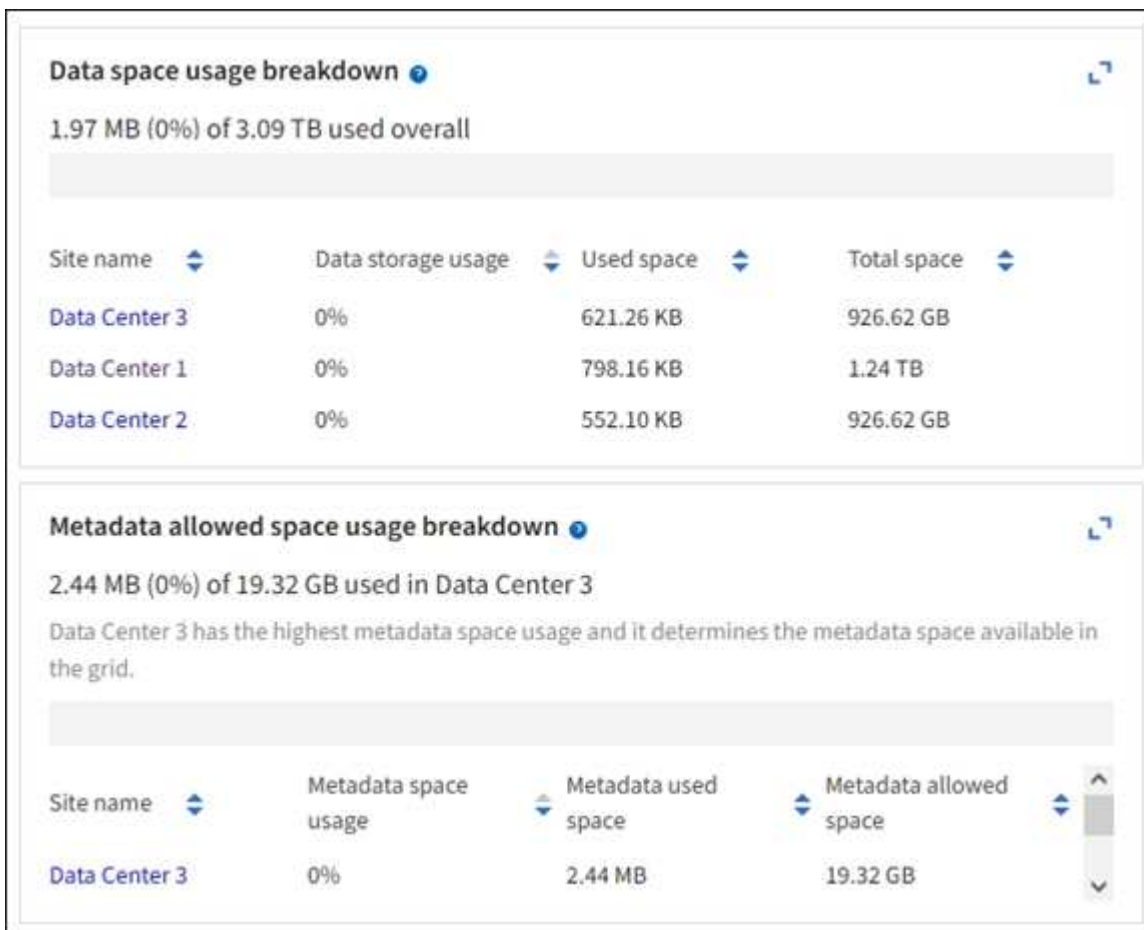 Data space usage breakdown ?
1.97 MB (0%) of 3.09 TB used overall
Site name Data storage usage Used space Total space
Data Center 3 0% 621.26 KB 926.62 GB
Data Center 1 0% 798.16 KB 1.24 TB
Data Center 2 0% 552.10 KB 926.62 GB
Metadata allowed space usage breakdown ?
2.44 MB (0%) of 19.32 GB used in Data Center 3
Data Center 3 has the highest metadata space usage and it determines the metadata space available in
the grid.
Site name Metadata space usage Metadata used space Metadata allowed space
Data Center 3 0% 2.44 MB 19.32 GB